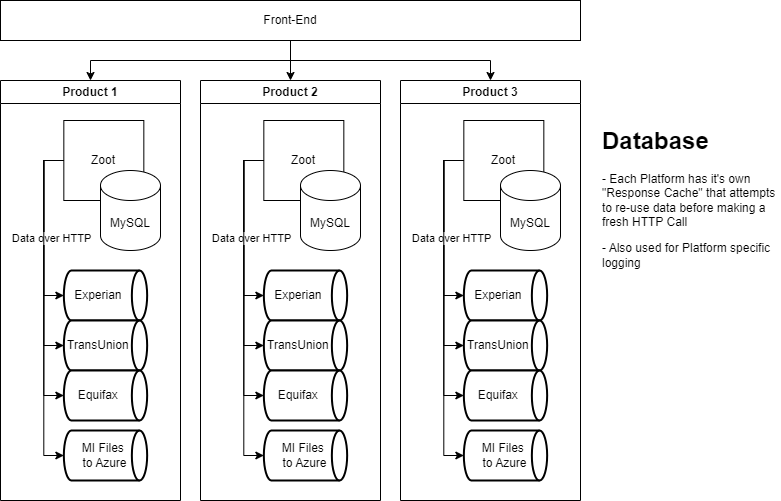 Front-End
Product 1
Product 2
Product 3
Zoot
MySQL
Data over HTTP
Experian
TransUnion
Equifax
MI Files
to Azure
Zoot
MySQL
Data over HTTP
Experian
TransUnion
Equifax
MI Files
to Azure
Zoot
MySQL
Data over HTTP
Experian
TransUnion
Equifax
MI Files
to Azure
Database
- Each Platform has it's own
"Response Cache" that attempts
to re-use data before making a
fresh HTTP Call
- Also used for Platform specific
logging